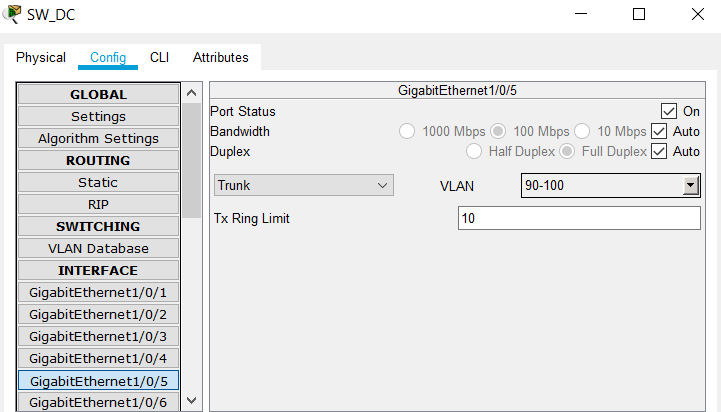 SW_DC
Physical Config CLI Attributes
GLOBAL
Settings
Algorithm Settings
ROUTING
Static
RIP
SWITCHING
VLAN Database
INTERFACE
GigabitEthernet1/0/1
GigabitEthernet1/0/2
GigabitEthernet1/0/3
GigabitEthernet1/0/4
GigabitEthernet1/0/5
GigabitEthernet1/0/6
GigabitEthernet1/0/5
Port Status On
Bandwidth 1000 Mbps 100 Mbps 10 Mbps Auto
Duplex Half Duplex Full Duplex Auto
Trunk VLAN 90-100
Tx Ring Limit 10